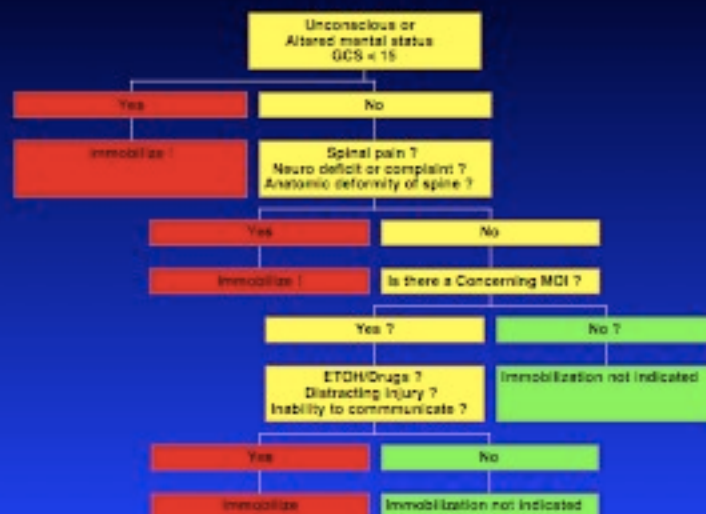 Unconscious or
Altered mental status
GCS < 15
Yes
No
Immobilize !
Spinal pain ?
Neuro deficit or complaint ?
Anatomic deformity of spine ?
Yes
No
Immobilize !
Is there a Concerning MOI ?
Yes ?
No ?
ETOH/Drugs ?
Distracting injury ?
Inability to commmunicate ?
Immobilization not indicated
Yes
No
Immobilize
Immobilization not indicated